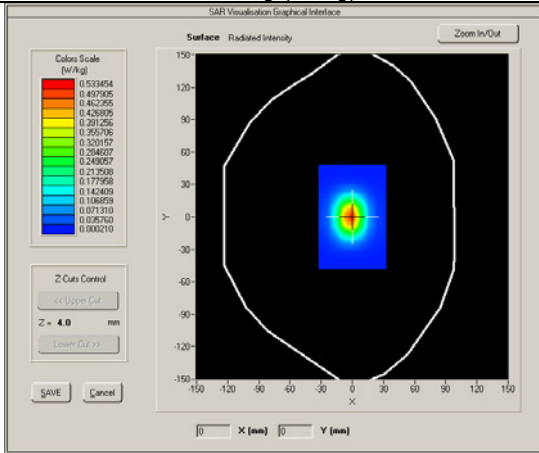 SAR Visualisation Graphical Interface
Surface Radiated Intensity
Zoom In/Out
Colors Scale
(W/kg)
0.533454
0.497905
0.462355
0.426805
0.391256
0.355706
0.320157
0.284607
0.249057
0.213508
0.177958
0.142409
0.106859
0.071310
0.035760
0.000210
150
120
90
60
30
0
-30
-60
-90
-120
-150
Y
-150 -120 -90 -60 -30 0 30 60 90 120 150
X
Z Cuts Control
<< Upper Cut
Z = 4.0 mm
Lower Cut >>
SAVE Cancel
0 X (mm) 0 Y (mm)